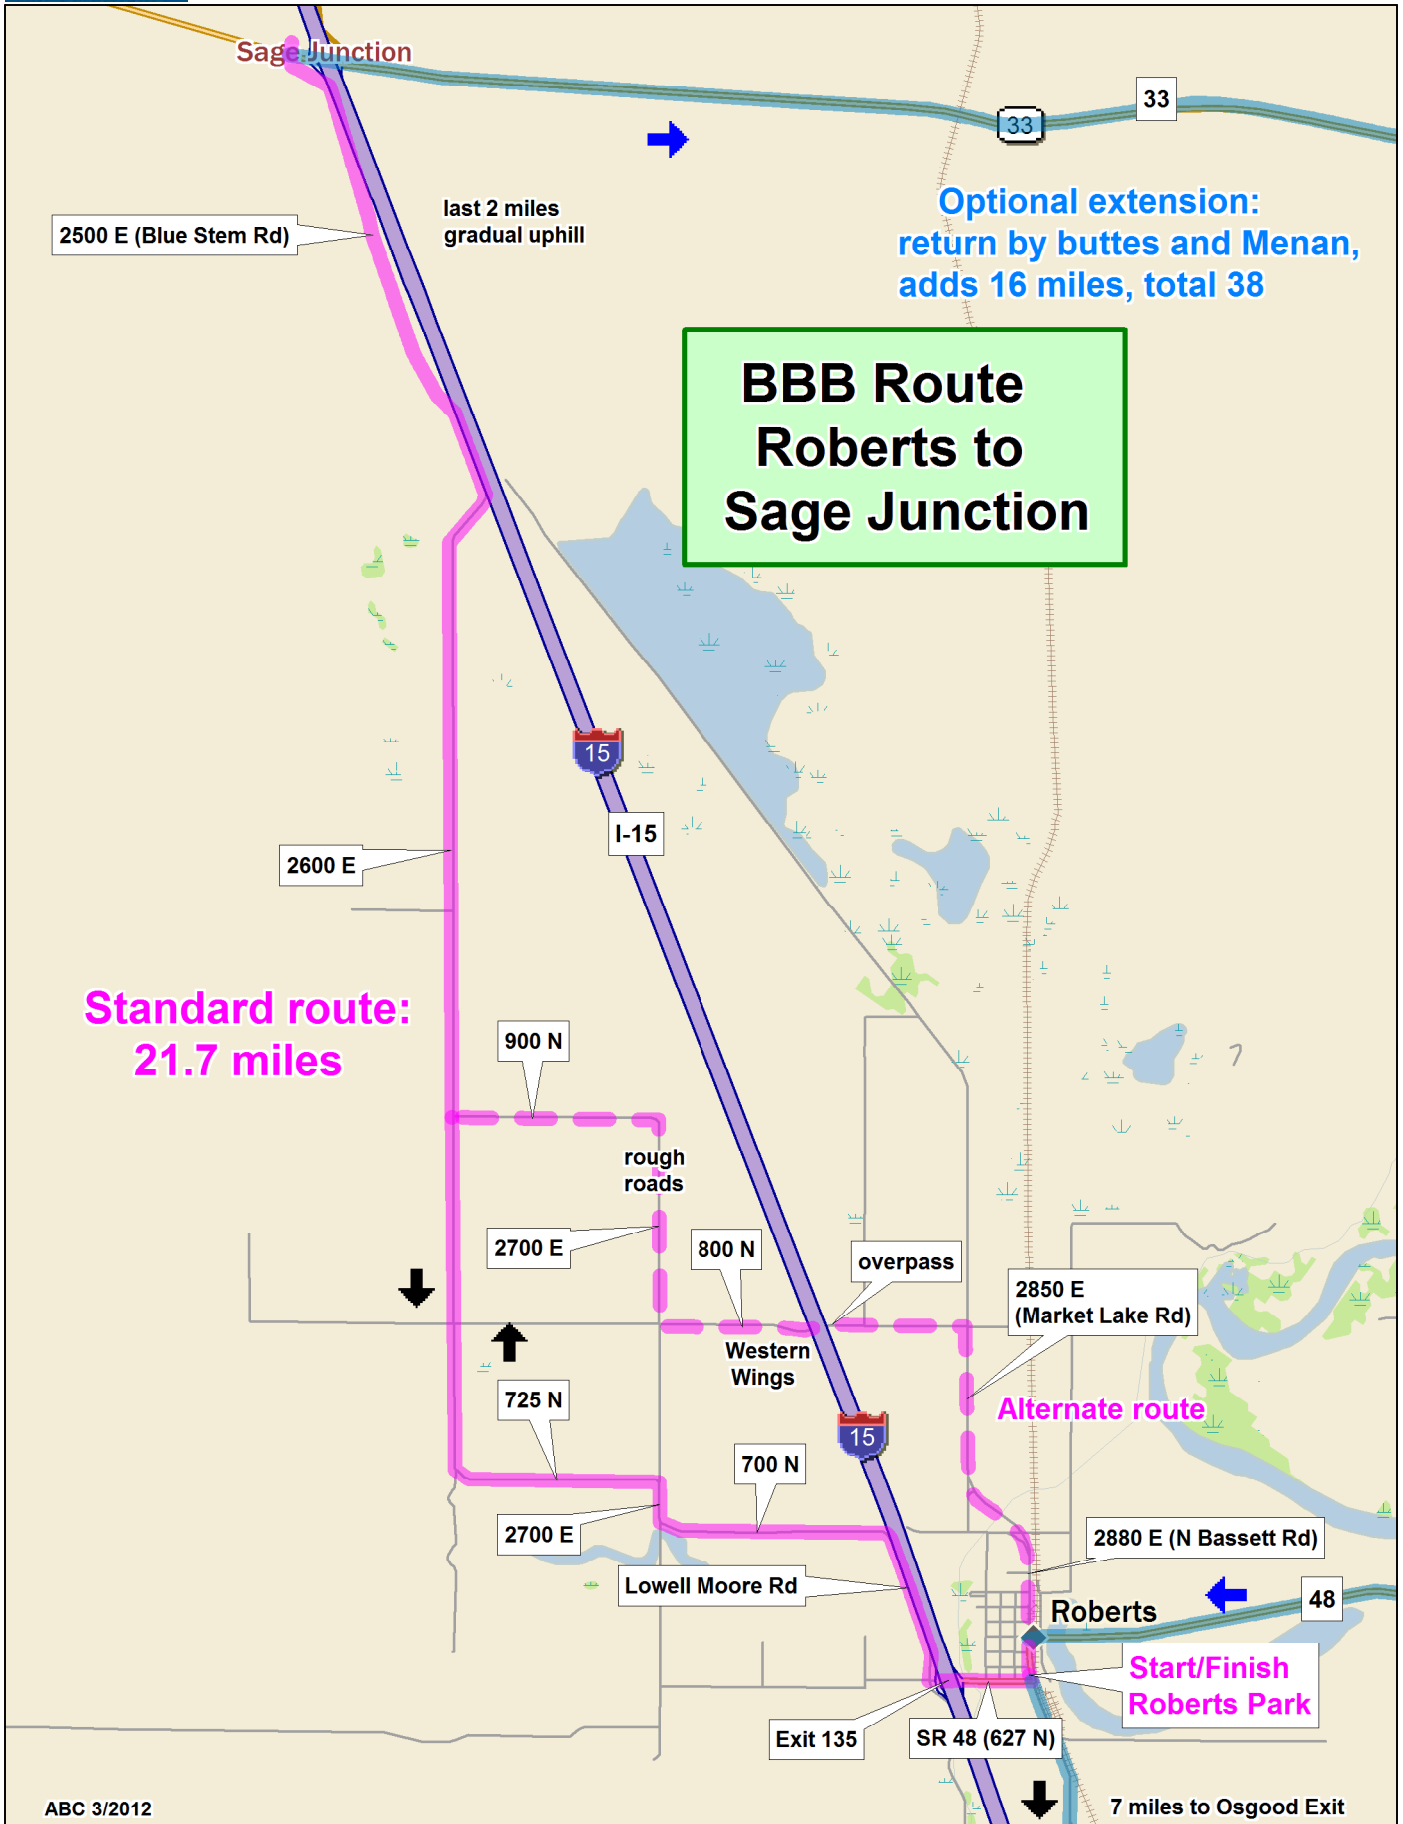 Sage Junction
33
33
2500 E (Blue Stem Rd)
last 2 miles
gradual uphill
Optional extension:
return by buttes and Menan,
adds 16 miles, total 38
BBB Route
Roberts to
Sage Junction
15
I-15
2600 E
Standard route:
21.7 miles
900 N
rough
roads
2700 E
800 N
overpass
2850 E
(Market Lake Rd)
Western
Wings
725 N
Alternate route
15
700 N
2700 E
2880 E (N Bassett Rd)
Lowell Moore Rd
48
Roberts
Start/Finish
Roberts Park
Exit 135
SR 48 (627 N)
ABC 3/2012
7 miles to Osgood Exit